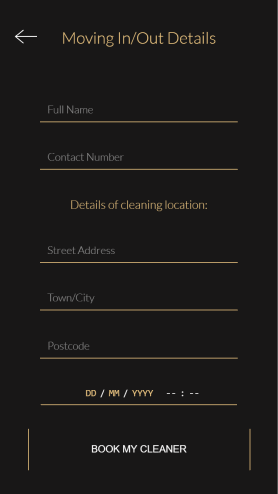 Moving In/Out Details
Full Name
Contact Number
Details of cleaning location:
Street Address
Town/City
Postcode
DD / MM / YYYY -- : --
BOOK MY CLEANER